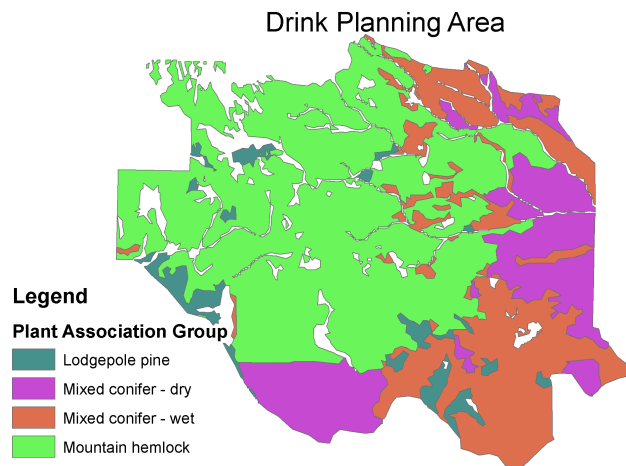 Drink Planning Area
Legend
Plant Association Group
Lodgepole pine
Mixed conifer - dry
Mixed conifer - wet
Mountain hemlock